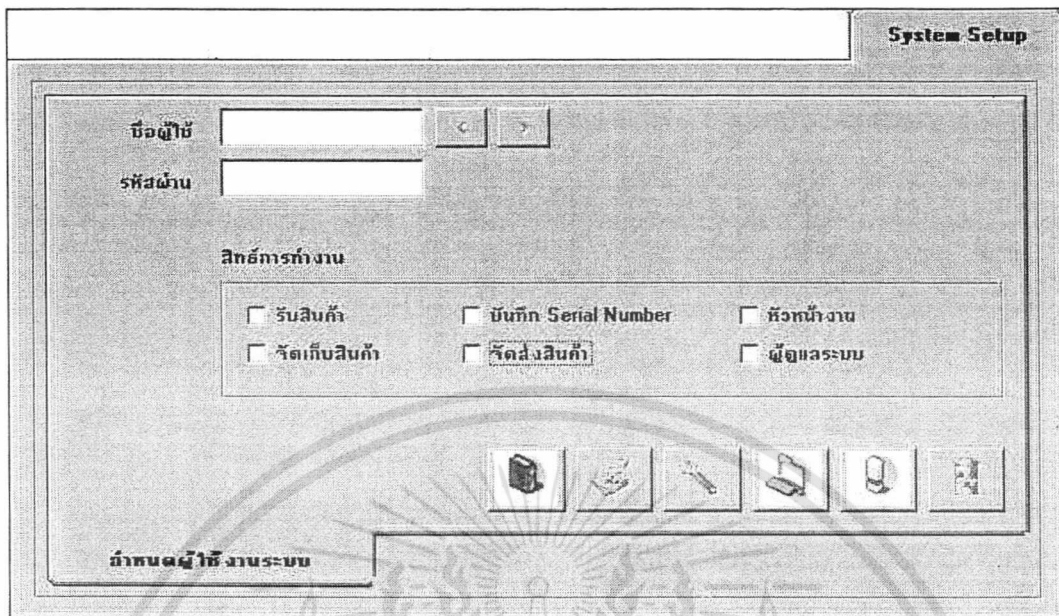 System Setup
ชื่อผู้ใช้
< >
รหัสผ่าน
สิทธ์การทำงาน
รับสินค้า บันทึก Serial Number หัวหน้างาน
จัดเก็บสินค้า จัดส่งสินค้า ผู้ดูแลระบบ
กำหนดผู้ใช้งานระบบ